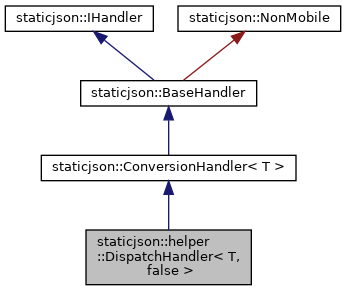 staticjson::IHandler
staticjson::NonMobile
staticjson::BaseHandler
staticjson::ConversionHandler< T >
staticjson::helper
::DispatchHandler< T,
false >